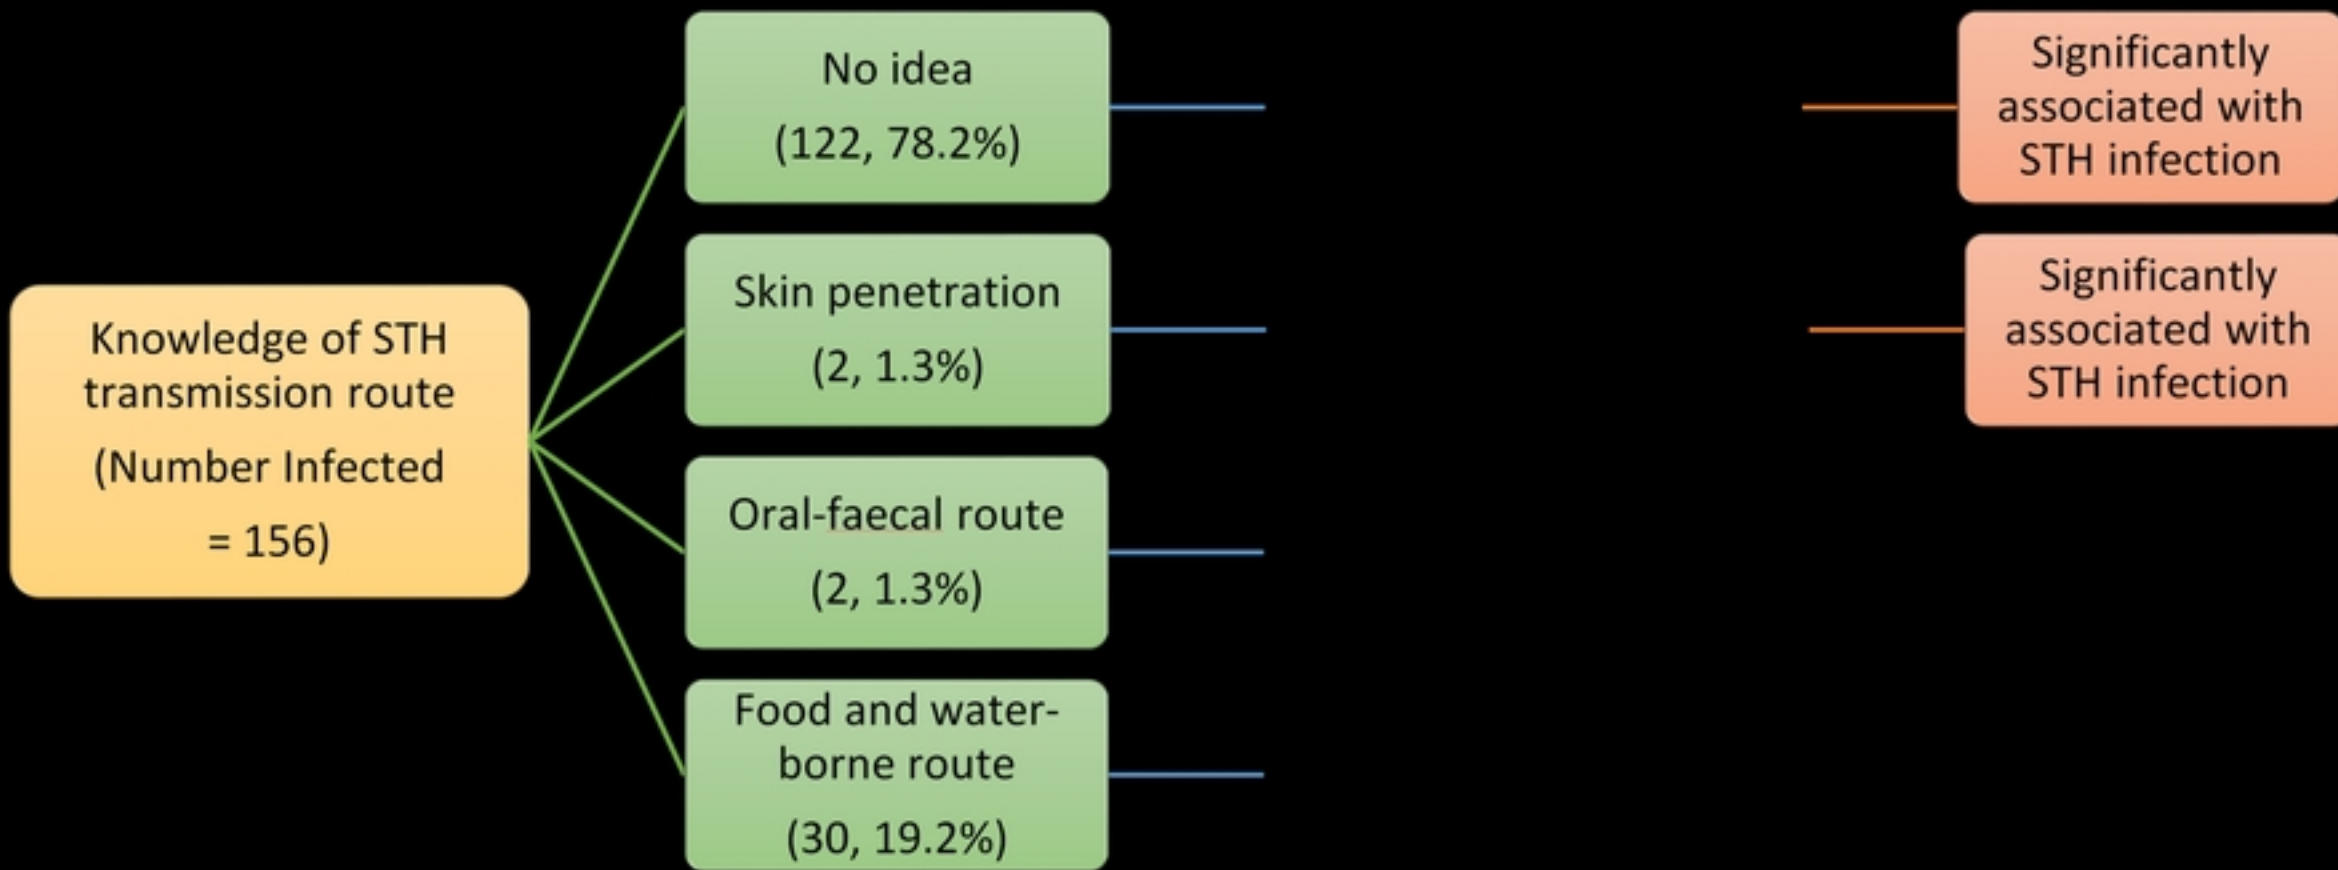 Knowledge of STH
transmission route
(Number Infected
= 156)
No idea
(122, 78.2%)
Skin penetration
(2, 1.3%)
Oral-faecal route
(2, 1.3%)
Food and water-
borne route
(30, 19.2%)
Significantly
associated with
STH infection
Significantly
associated with
STH infection